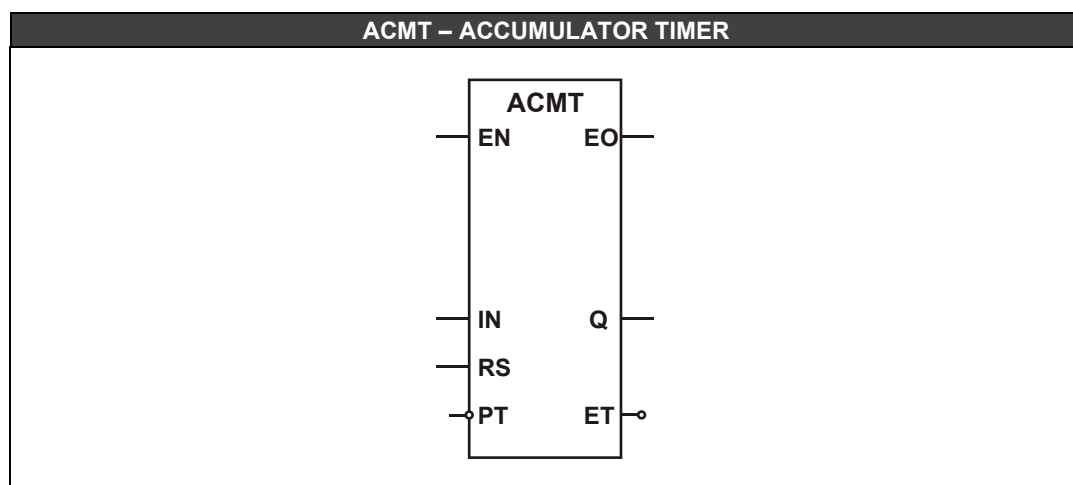 ACMT – ACCUMULATOR TIMER
ACMT
EN EO
IN Q
RS
PT ET